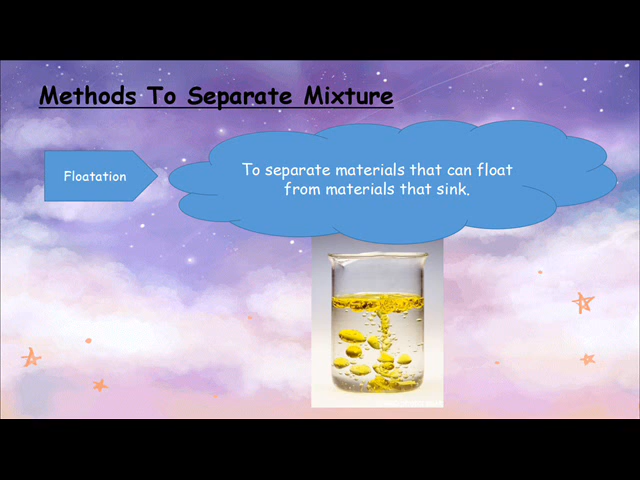 Methods To Separate Mixture
Floatation
To separate materials that can float
from materials that sink.